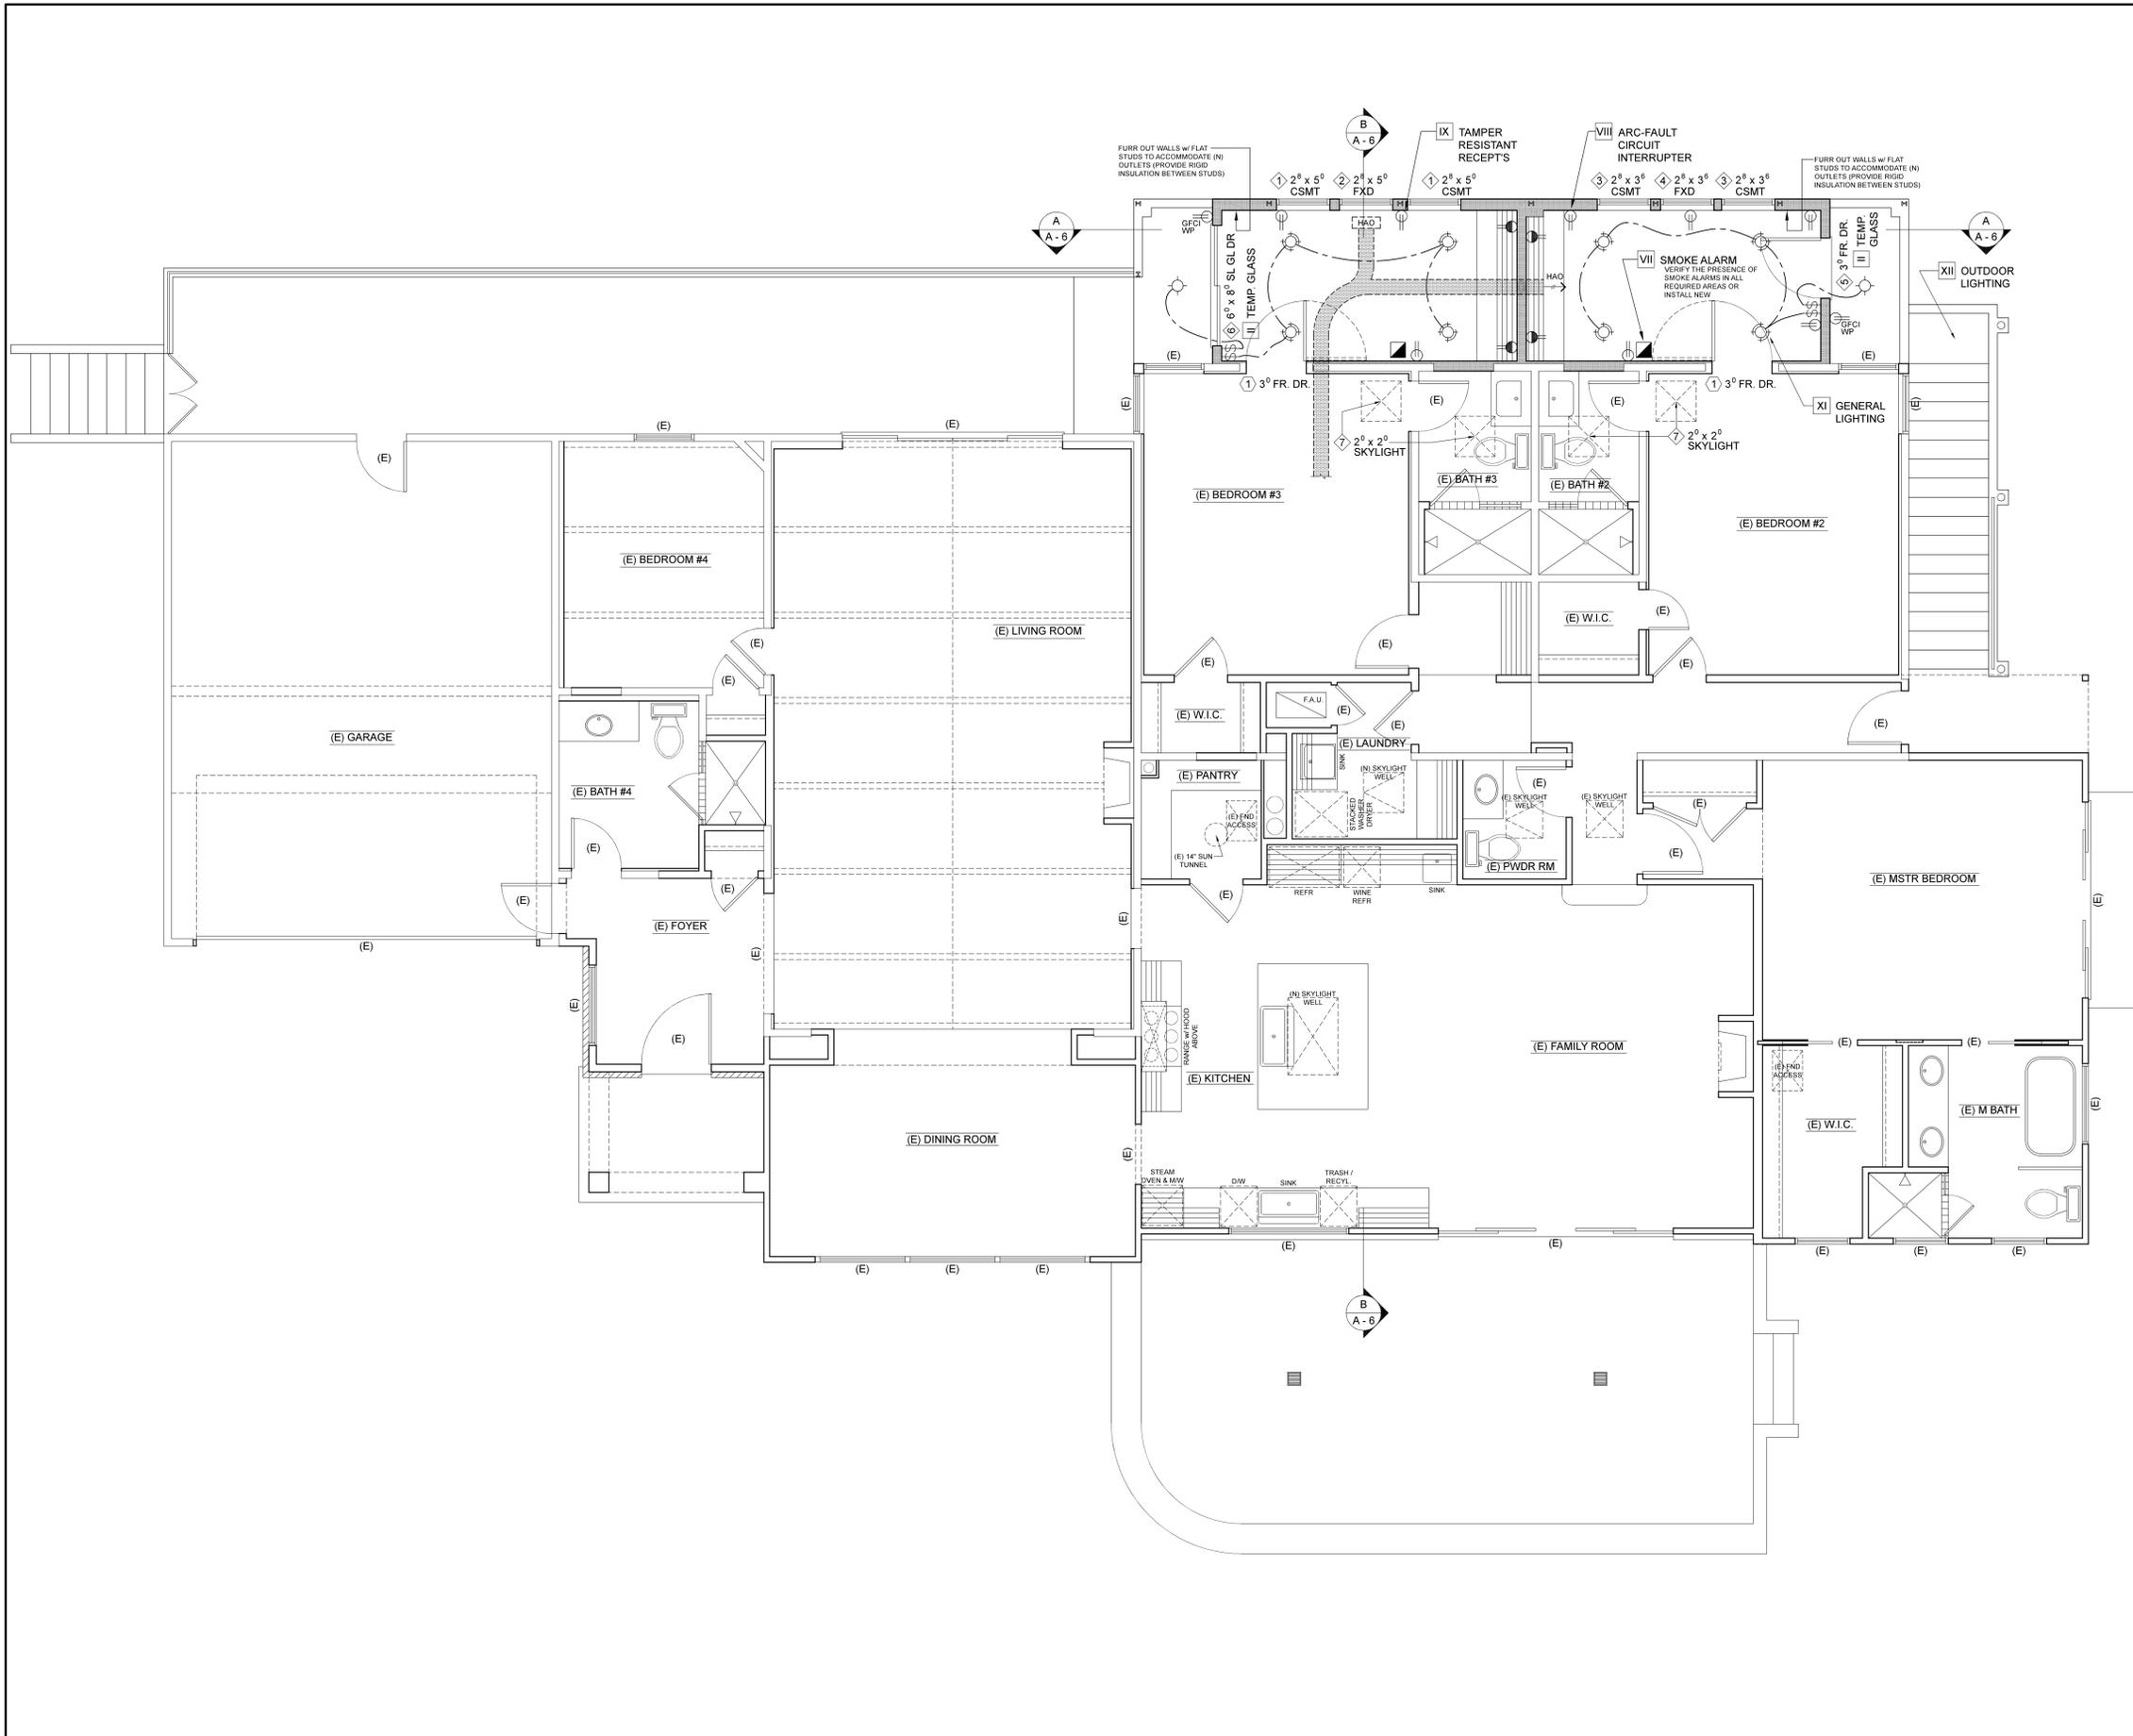 B
A - 6
IX TAMPER
RESISTANT
RECEPT'S
VIII ARC-FAULT
CIRCUIT
INTERRUPTER
FURR OUT WALLS w/ FLAT
STUDS TO ACCOMMODATE (N)
OUTLETS (PROVIDE RIGID
INSULATION BETWEEN STUDS)
FURR OUT WALLS w/ FLAT
STUDS TO ACCOMMODATE (N)
OUTLETS (PROVIDE RIGID
INSULATION BETWEEN STUDS)
1 2⁸ x 5⁰
CSMT
2 2⁸ x 5⁰
FXD
1 2⁸ x 5⁰
CSMT
3 2⁸ x 3⁶
CSMT
4 2⁸ x 3⁶
FXD
3 2⁸ x 3⁶
CSMT
A
A - 6
A
A - 6
GFCI
WP
HAO
6 6⁰ x 8⁰ SL GL DR
II TEMP. GLASS
S S
HAO
VII SMOKE ALARM
VERIFY THE PRESENCE OF
SMOKE ALARMS IN ALL
REQUIRED AREAS OR
INSTALL NEW
5 3⁰ FR. DR.
II TEMP.
GLASS
S S
GFCI
WP
XII OUTDOOR
LIGHTING
(E)
(E)
1 3⁰ FR. DR.
1 3⁰ FR. DR.
(E)
(E)
(E)
(E)
XI GENERAL
LIGHTING
7 2⁰ x 2⁰
SKYLIGHT
7 2⁰ x 2⁰
SKYLIGHT
(E)
(E)
(E)
(E) BATH #3
(E) BATH #2
(E) BEDROOM #3
(E) BEDROOM #2
(E) BEDROOM #4
(E) LIVING ROOM
(E) W.I.C.
(E)
(E)
(E)
(E)
(E)
(E)
F.A.U.
(E)
(E)
(E) W.I.C.
(E)
(E) GARAGE
(E) LAUNDRY
SINK
(N) SKYLIGHT
WELL
STACKED
WASHER
DRYER
(E) PANTRY
(E) FND
ACCESS
(E) 14" SUN
TUNNEL
(E)
(E) SKYLIGHT
WELL
(E) SKYLIGHT
WELL
(E)
(E) BATH #4
(E)
(E)
(E) PWDR RM
(E)
(E)
(E)
REFR
WINE
REFR
SINK
(E) MSTR BEDROOM
(E)
(E)
(E) FOYER
(E)
(E)
(E)
(E)
(E)
(N) SKYLIGHT
WELL
RANGE w/ HOOD
ABOVE
(E) KITCHEN
(E) FAMILY ROOM
(E)
(E)
(E) FND
ACCESS
(E) M BATH
(E)
(E) W.I.C.
(E) DINING ROOM
(E)
STEAM
OVEN & M/W
D/W
SINK
TRASH /
RECYL.
(E)
(E)
(E)
(E)
(E)
(E)
(E)
(E)
B
A - 6